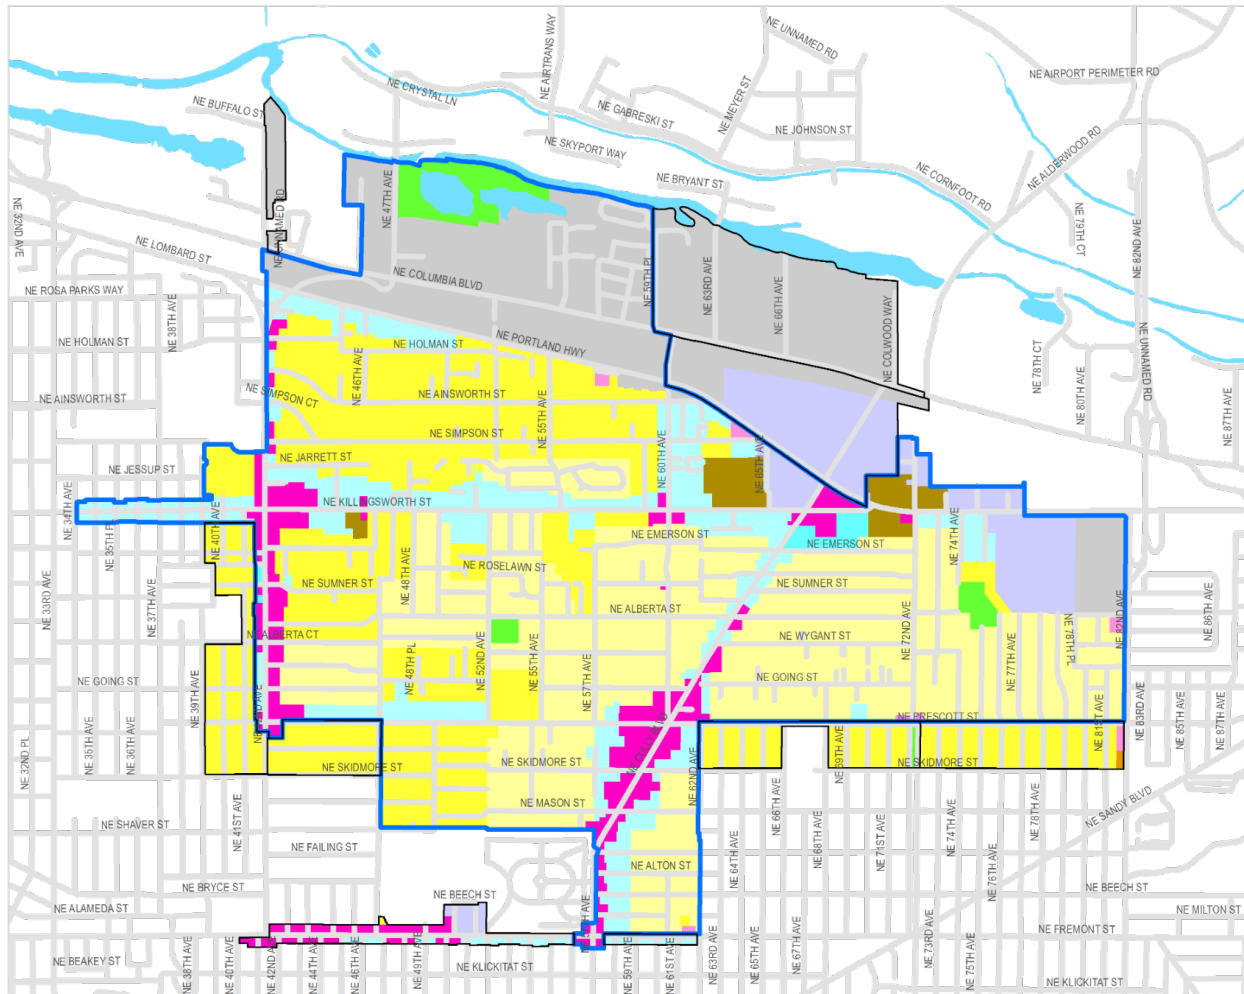 NE UNNAMED RD
NE AIRTRANS WAY
NE AIRPORT PERIMETER RD
NE CRYSTAL LN
NE MEYER ST
NE BUFFALO ST
NE GABRESKI ST
NE JOHNSON ST
NE ALDERWOOD RD
NE SKYPORT WAY
NE CORNFOOT RD
NE BRYANT ST
NE 47TH AVE
NE 32ND AVE
NE UNNAMED RD
NE 79TH CT
NE 82ND AVE
NE LOMBARD ST
NE COLUMBIA BLVD
NE 59TH PL
NE 63RD AVE
NE 66TH AVE
NE COLWOOD WAY
NE ROSA PARKS WAY
NE 38TH AVE
NE HOLMAN ST
NE HOLMAN ST
NE PORTLAND HWY
NE 46TH AVE
NE 78TH CT
NE 80TH AVE
NE UNNAMED RD
NE 87TH AVE
NE SIMPSON CT
NE AINSWORTH ST
NE AINSWORTH ST
NE 55TH AVE
NE SIMPSON ST
NE 60TH AVE
NE 65TH AVE
NE JARRETT ST
NE JESSUP ST
NE KILLINGSWORTH ST
NE 34TH AVE
NE 35TH PL
NE 40TH AVE
NE EMERSON ST
NE EMERSON ST
NE 74TH AVE
NE ROSELAWN ST
NE 48TH AVE
NE SUMNER ST
NE SUMNER ST
NE 33RD AVE
NE 37TH AVE
NE ALBERTA ST
NE ALBERTA CT
NE WYGANT ST
NE 72ND AVE
NE 78TH PL
NE 82ND AVE
NE 86TH AVE
NE 48TH PL
NE 52ND AVE
NE 55TH AVE
NE 57TH AVE
NE 77TH AVE
NE GOING ST
NE GOING ST
NE 39TH AVE
NE PRESCOTT ST
NE 81ST AVE
NE 83RD AVE
NE 85TH AVE
NE 87TH AVE
NE 32ND PL
NE 35TH AVE
NE 36TH AVE
NE CULLY BLVD
NE SKIDMORE ST
NE SKIDMORE ST
NE SKIDMORE ST
NE 62ND AVE
NE 69TH AVE
NE MASON ST
NE SHAVER ST
NE 41ST AVE
NE 66TH AVE
NE 68TH AVE
NE 71ST AVE
NE 74TH AVE
NE 78TH AVE
NE SANDY BLVD
NE FAILING ST
NE ALTON ST
NE 64TH AVE
NE 76TH AVE
NE BRYCE ST
NE BEECH ST
NE BEECH ST
NE ALAMEDA ST
NE MILTON ST
NE FREMONT ST
NE BEAKEY ST
NE 38TH AVE
NE 40TH AVE
NE 42ND AVE
NE 44TH AVE
NE 46TH AVE
NE 49TH AVE
NE KLICKITAT ST
NE 59TH AVE
NE 61ST AVE
NE 63RD AVE
NE 65TH AVE
NE 67TH AVE
NE 73RD AVE
NE 75TH AVE
NE KLICKITAT ST